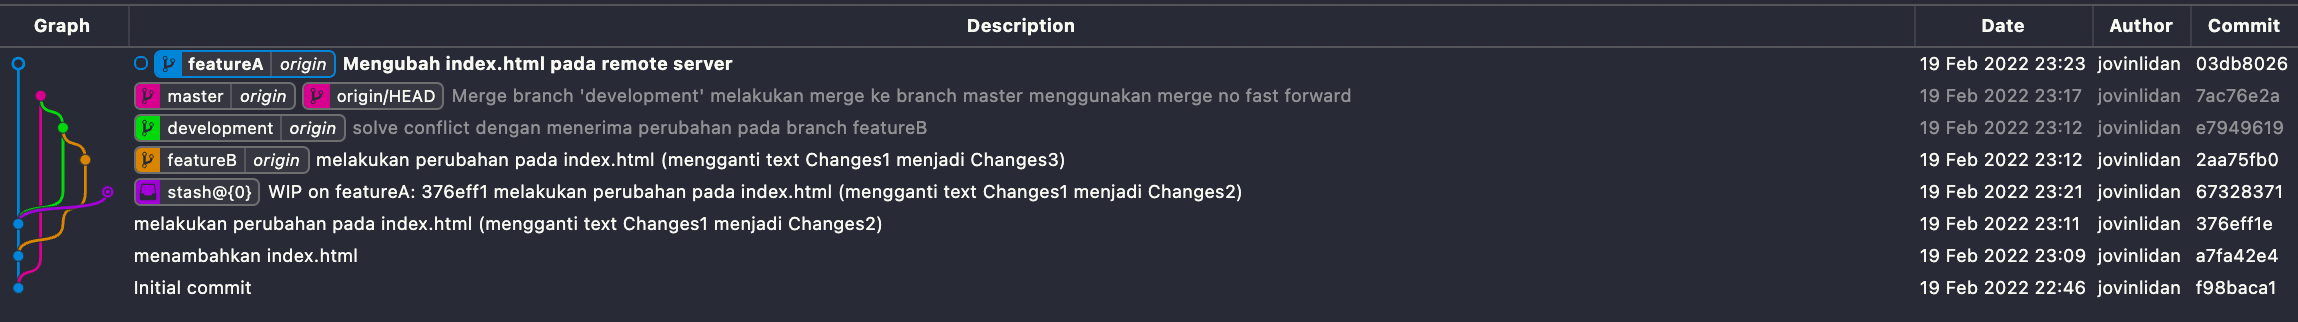 Graph Description Date Author Commit
featureA origin Mengubah index.html pada remote server 19 Feb 2022 23:23 jovinlidan 03db8026
master origin origin/HEAD Merge branch 'development' melakukan merge ke branch master menggunakan merge no fast forward 19 Feb 2022 23:17 jovinlidan 7ac76e2a
development origin solve conflict dengan menerima perubahan pada branch featureB 19 Feb 2022 23:12 jovinlidan e7949619
featureB origin melakukan perubahan pada index.html (mengganti text Changes1 menjadi Changes3) 19 Feb 2022 23:12 jovinlidan 2aa75fb0
stash@{0} WIP on featureA: 376eff1 melakukan perubahan pada index.html (mengganti text Changes1 menjadi Changes2) 19 Feb 2022 23:21 jovinlidan 67328371
melakukan perubahan pada index.html (mengganti text Changes1 menjadi Changes2) 19 Feb 2022 23:11 jovinlidan 376eff1e
menambahkan index.html 19 Feb 2022 23:09 jovinlidan a7fa42e4
Initial commit 19 Feb 2022 22:46 jovinlidan f98baca1